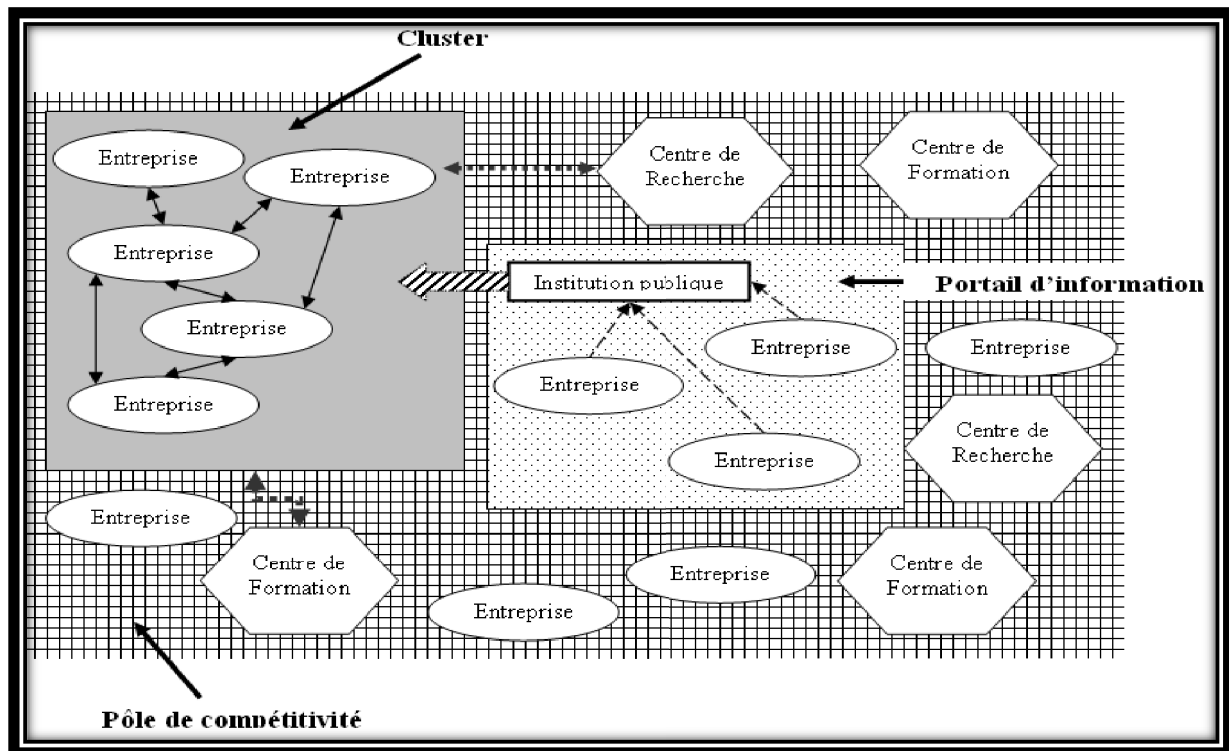 Cluster
Entreprise
Entreprise
Entreprise
Entreprise
Entreprise
Centre de
Recherche
Centre de
Formation
Institution publique
Portail d’information
Entreprise
Entreprise
Entreprise
Entreprise
Centre de
Recherche
Entreprise
Centre de
Formation
Entreprise
Entreprise
Centre de
Formation
Pôle de compétitivité